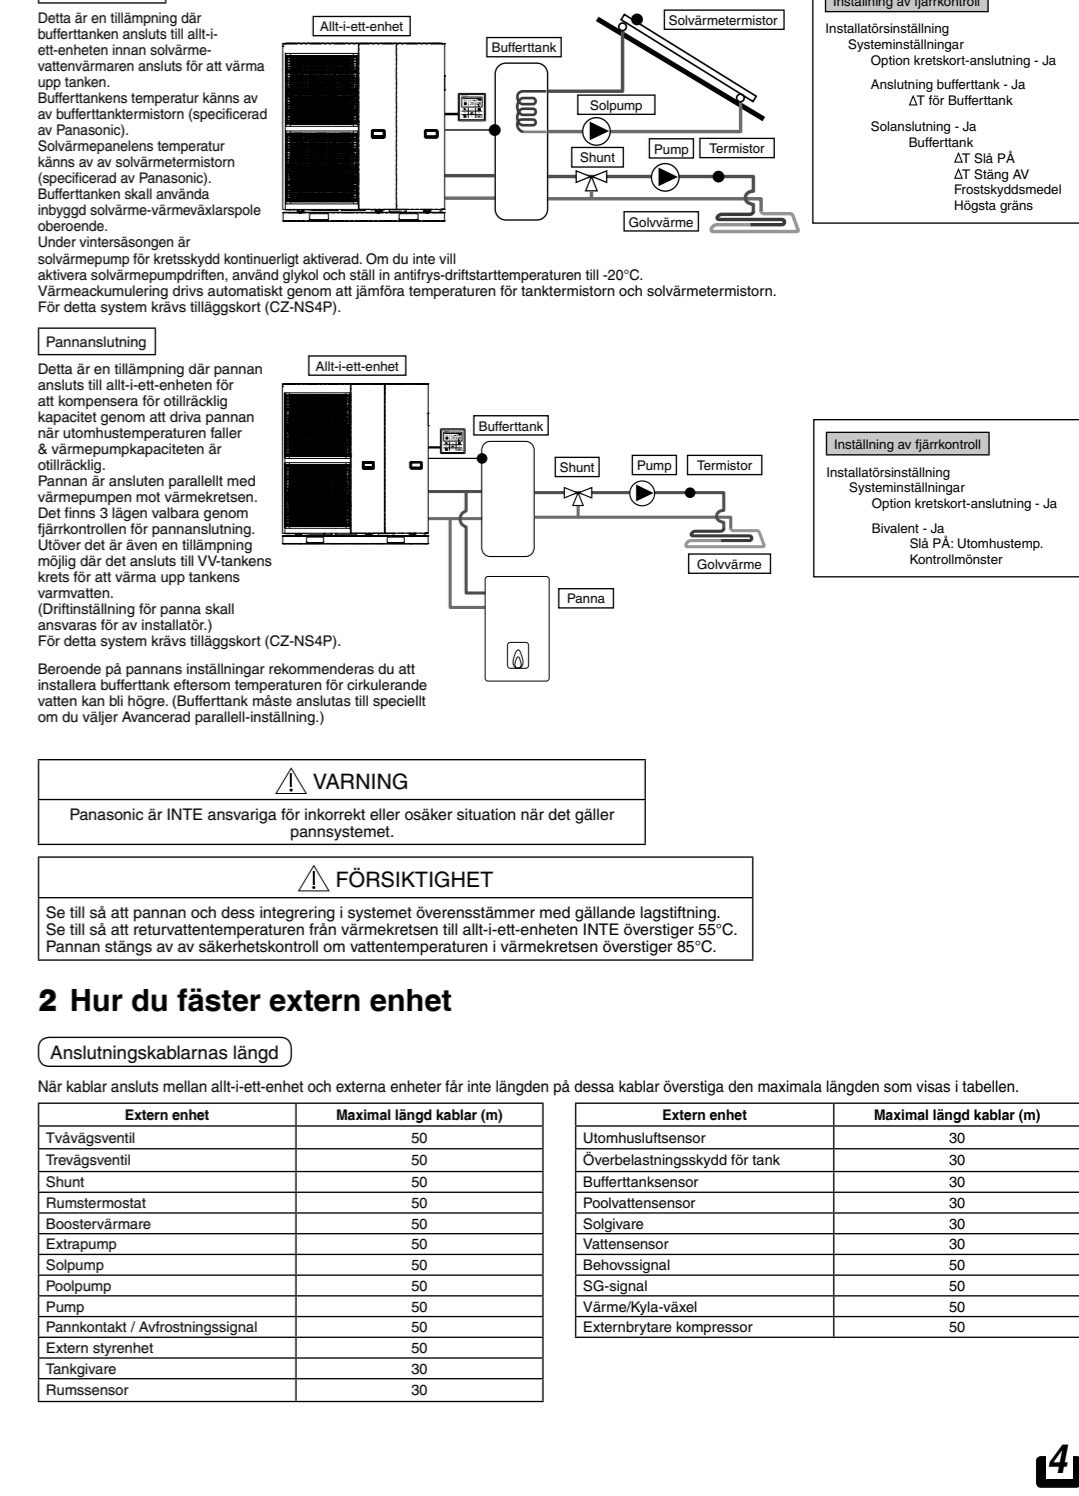 Detta är en tillämpning där
bufferttanken ansluts till allt-i-
ett-enheten innan solvärme-
vattenvärmaren ansluts för att värma
upp tanken.
Bufferttankens temperatur känns av
av bufferttanktermistorn (specificerad
av Panasonic).
Solvärmepanelens temperatur
känns av av solvärmetermistorn
(specificerad av Panasonic).
Bufferttanken skall använda
inbyggd solvärme-värmeväxlarspole
oberoende.
Under vintersäsongen är
solvärmepump för kretsskydd kontinuerligt aktiverad. Om du inte vill
aktivera solvärmepumpdriften, använd glykol och ställ in antifrys-driftstarttemperaturen till -20°C.
Värmeackumulering drivs automatiskt genom att jämföra temperaturen för tanktermistorn och solvärmetermistorn.
För detta system krävs tilläggskort (CZ-NS4P).
Allt-i-ett-enhet
Bufferttank
Solvärmetermistor
Solpump
Shunt
Pump
Termistor
Golvvärme
Inställning av fjärrkontroll
Installatörsinställning
Systeminställningar
Option kretskort-anslutning - Ja
Anslutning bufferttank - Ja
ΔT för Bufferttank
Solanslutning - Ja
Bufferttank
ΔT Slå PÅ
ΔT Stäng AV
Frostskyddsmedel
Högsta gräns
Pannanslutning
Detta är en tillämpning där pannan
ansluts till allt-i-ett-enheten för
att kompensera för otillräcklig
kapacitet genom att driva pannan
när utomhustemperaturen faller
& värmepumpkapaciteten är
otillräcklig.
Pannan är ansluten parallellt med
värmepumpen mot värmekretsen.
Det finns 3 lägen valbara genom
fjärrkontrollen för pannanslutning.
Utöver det är även en tillämpning
möjlig där det ansluts till VV-tankens
krets för att värma upp tankens
varmvatten.
(Driftinställning för panna skall
ansvaras för av installatör.)
För detta system krävs tilläggskort (CZ-NS4P).
Beroende på pannans inställningar rekommenderas du att
installera bufferttank eftersom temperaturen för cirkulerande
vatten kan bli högre. (Bufferttank måste anslutas till speciellt
om du väljer Avancerad parallell-inställning.)
Allt-i-ett-enhet
Bufferttank
Shunt
Pump
Termistor
Golvvärme
Panna
Inställning av fjärrkontroll
Installatörsinställning
Systeminställningar
Option kretskort-anslutning - Ja
Bivalent - Ja
Slå PÅ: Utomhustemp.
Kontrollmönster
VARNING
Panasonic är INTE ansvariga för inkorrekt eller osäker situation när det gäller
pannsystemet.
FÖRSIKTIGHET
Se till så att pannan och dess integrering i systemet överensstämmer med gällande lagstiftning.
Se till så att returvattentemperaturen från värmekretsen till allt-i-ett-enheten INTE överstiger 55°C.
Pannan stängs av av säkerhetskontroll om vattentemperaturen i värmekretsen överstiger 85°C.
2 Hur du fäster extern enhet
Anslutningskablarnas längd
När kablar ansluts mellan allt-i-ett-enhet och externa enheter får inte längden på dessa kablar överstiga den maximala längden som visas i tabellen.
Extern enhet Maximal längd kablar (m)
Tvåvägsventil 50
Trevägsventil 50
Shunt 50
Rumstermostat 50
Boostervärmare 50
Extrapump 50
Solpump 50
Poolpump 50
Pump 50
Pannkontakt / Avfrostningssignal 50
Extern styrenhet 50
Tankgivare 30
Rumssensor 30
Extern enhet Maximal längd kablar (m)
Utomhusluftsensor 30
Överbelastningsskydd för tank 30
Bufferttanksensor 30
Poolvattensensor 30
Solgivare 30
Vattensensor 30
Behovssignal 50
SG-signal 50
Värme/Kyla-växel 50
Externbrytare kompressor 50
4